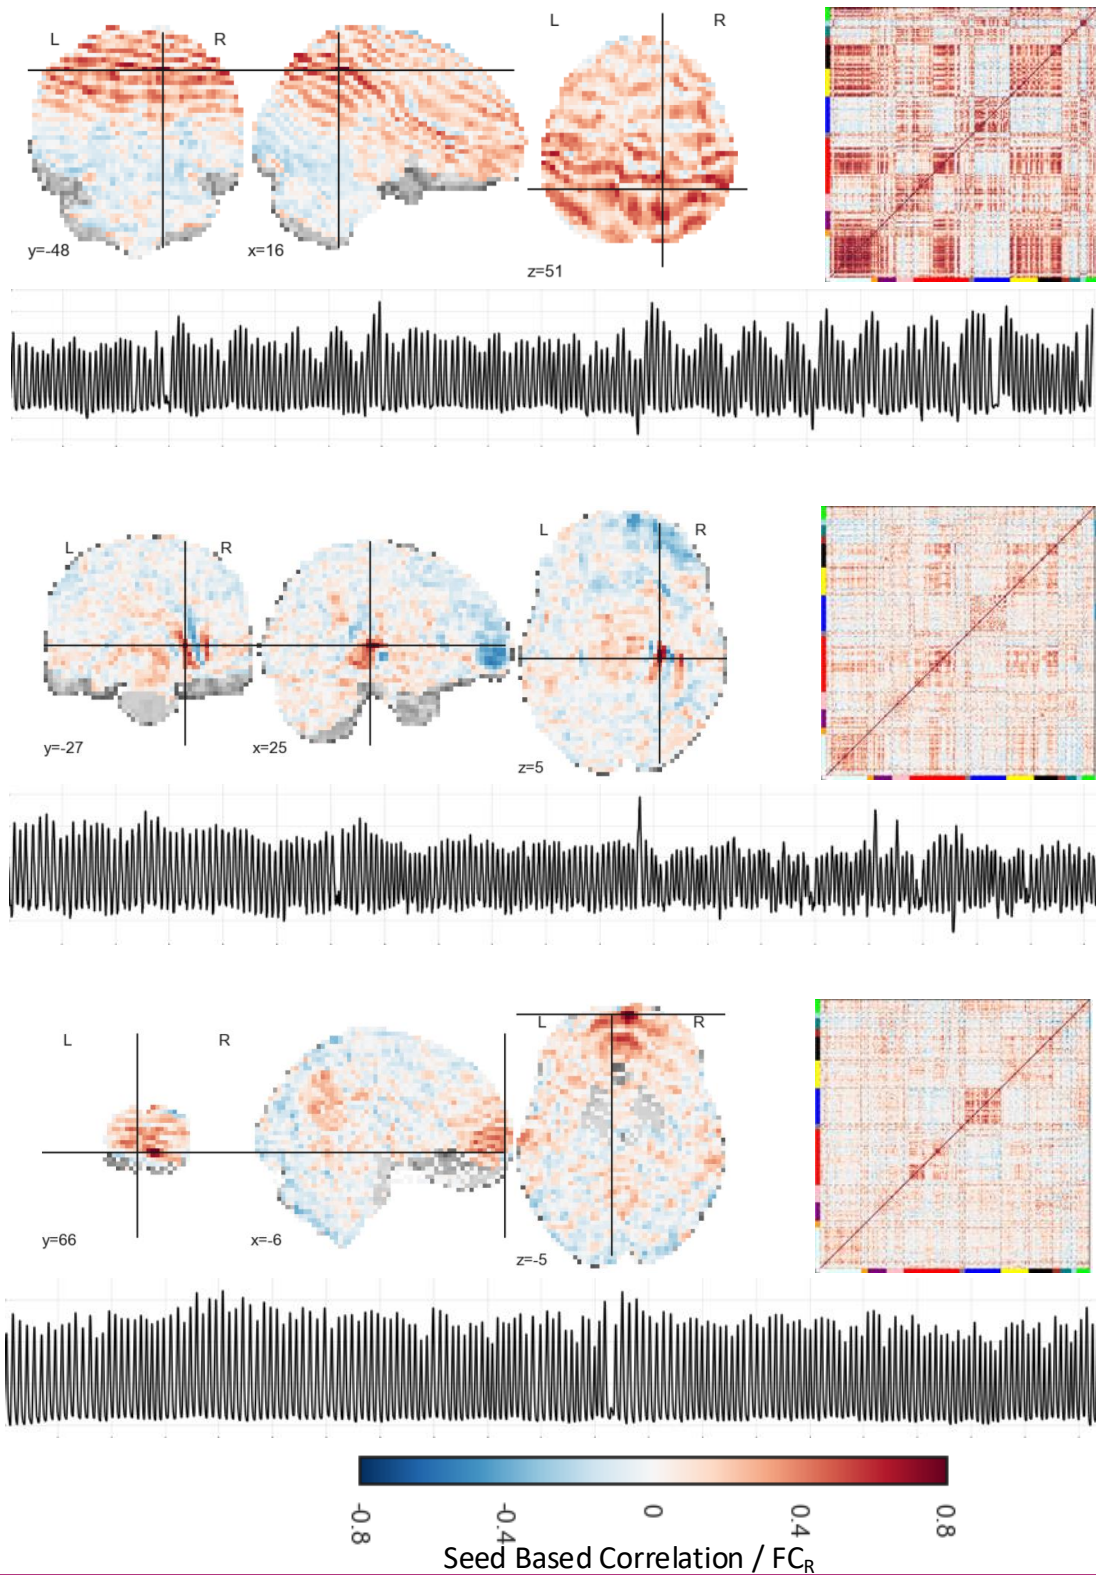 L R L R
y=-48 x=16 z=51
L R L R
y=-27 x=25 z=5
L R L R
y=66 x=-6 z=-5
-0.8 -0.4 0 0.4 0.8
Seed Based Correlation / FCR